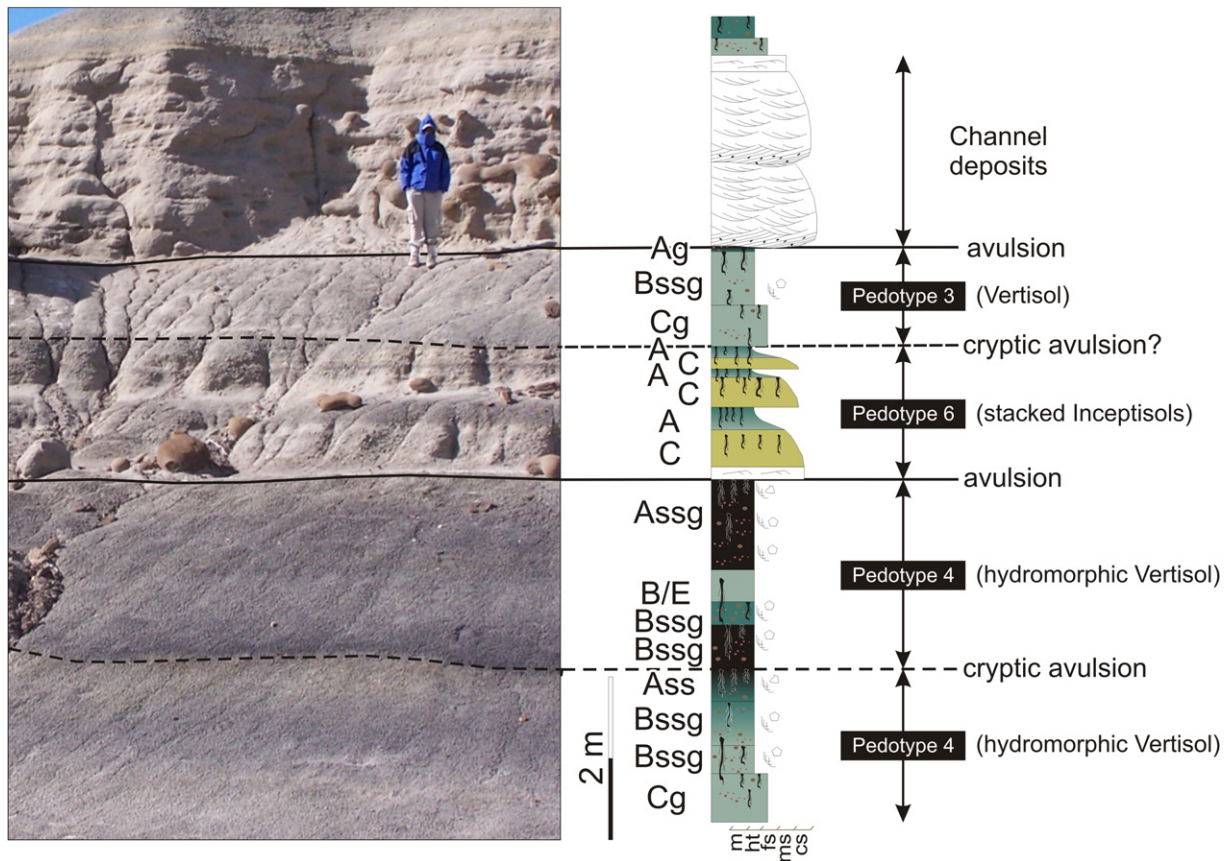 Channel
deposits
Ag
avulsion
Bssg
Pedotype 3 (Vertisol)
Cg
A
cryptic avulsion?
C
A
C
A
Pedotype 6 (stacked Inceptisols)
C
avulsion
Assg
Pedotype 4 (hydromorphic Vertisol)
B/E
Bssg
Bssg
cryptic avulsion
Ass
Bssg
Pedotype 4 (hydromorphic Vertisol)
Bssg
Cg
2 m
m
ht
fs
ms
cs